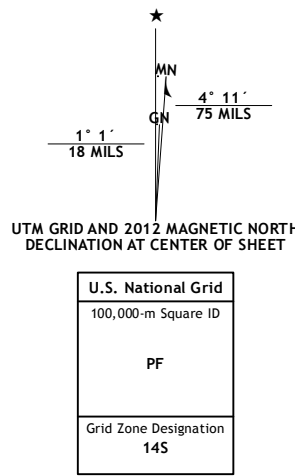 ★
MN
4° 11´
75 MILS
GN
1° 1´
18 MILS
UTM GRID AND 2012 MAGNETIC NORTH
DECLINATION AT CENTER OF SHEET
U.S. National Grid
100,000-m Square ID
PF
Grid Zone Designation
14S